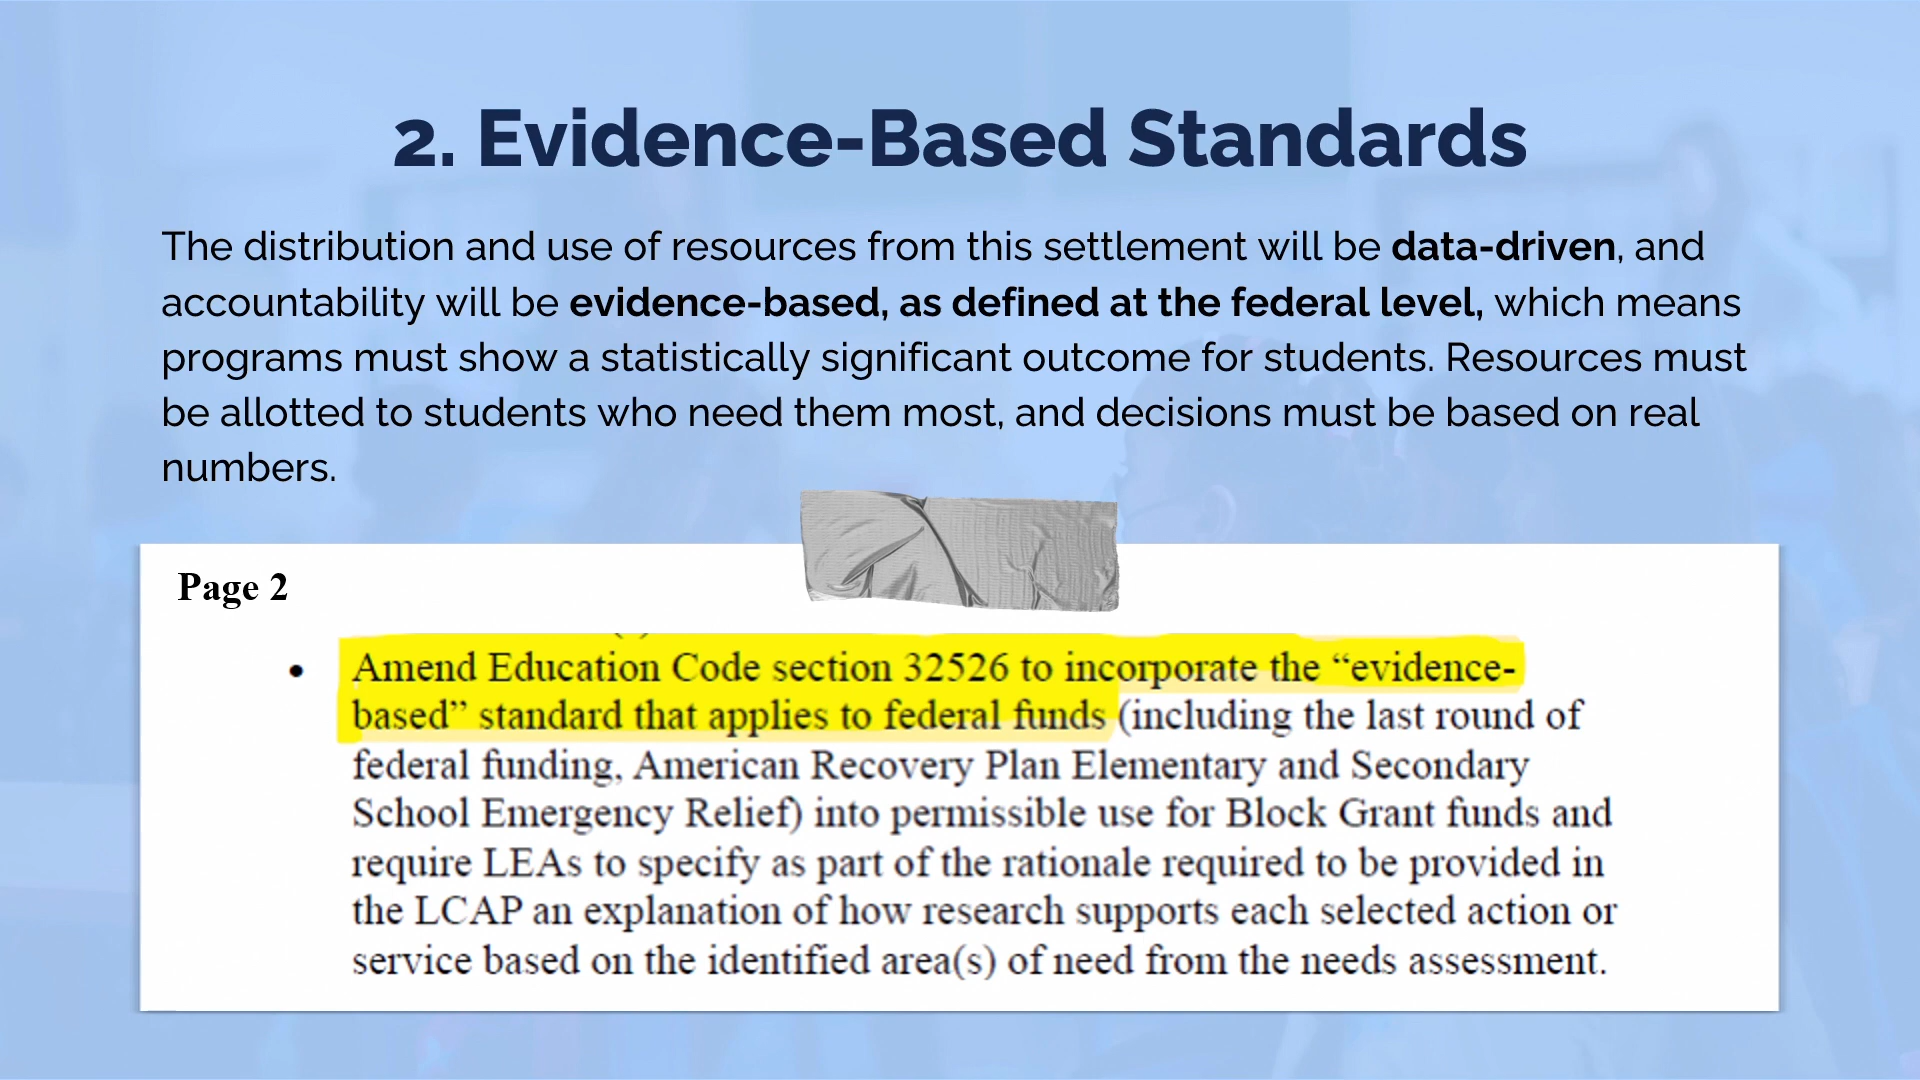 2. Evidence-Based Standards
The distribution and use of resources from this settlement will be data-driven, and
accountability will be evidence-based, as defined at the federal level, which means
programs must show a statistically significant outcome for students. Resources must
be allotted to students who need them most, and decisions must be based on real
numbers.
Page 2
• Amend Education Code section 32526 to incorporate the “evidence-
based” standard that applies to federal funds (including the last round of
federal funding, American Recovery Plan Elementary and Secondary
School Emergency Relief) into permissible use for Block Grant funds and
require LEAs to specify as part of the rationale required to be provided in
the LCAP an explanation of how research supports each selected action or
service based on the identified area(s) of need from the needs assessment.